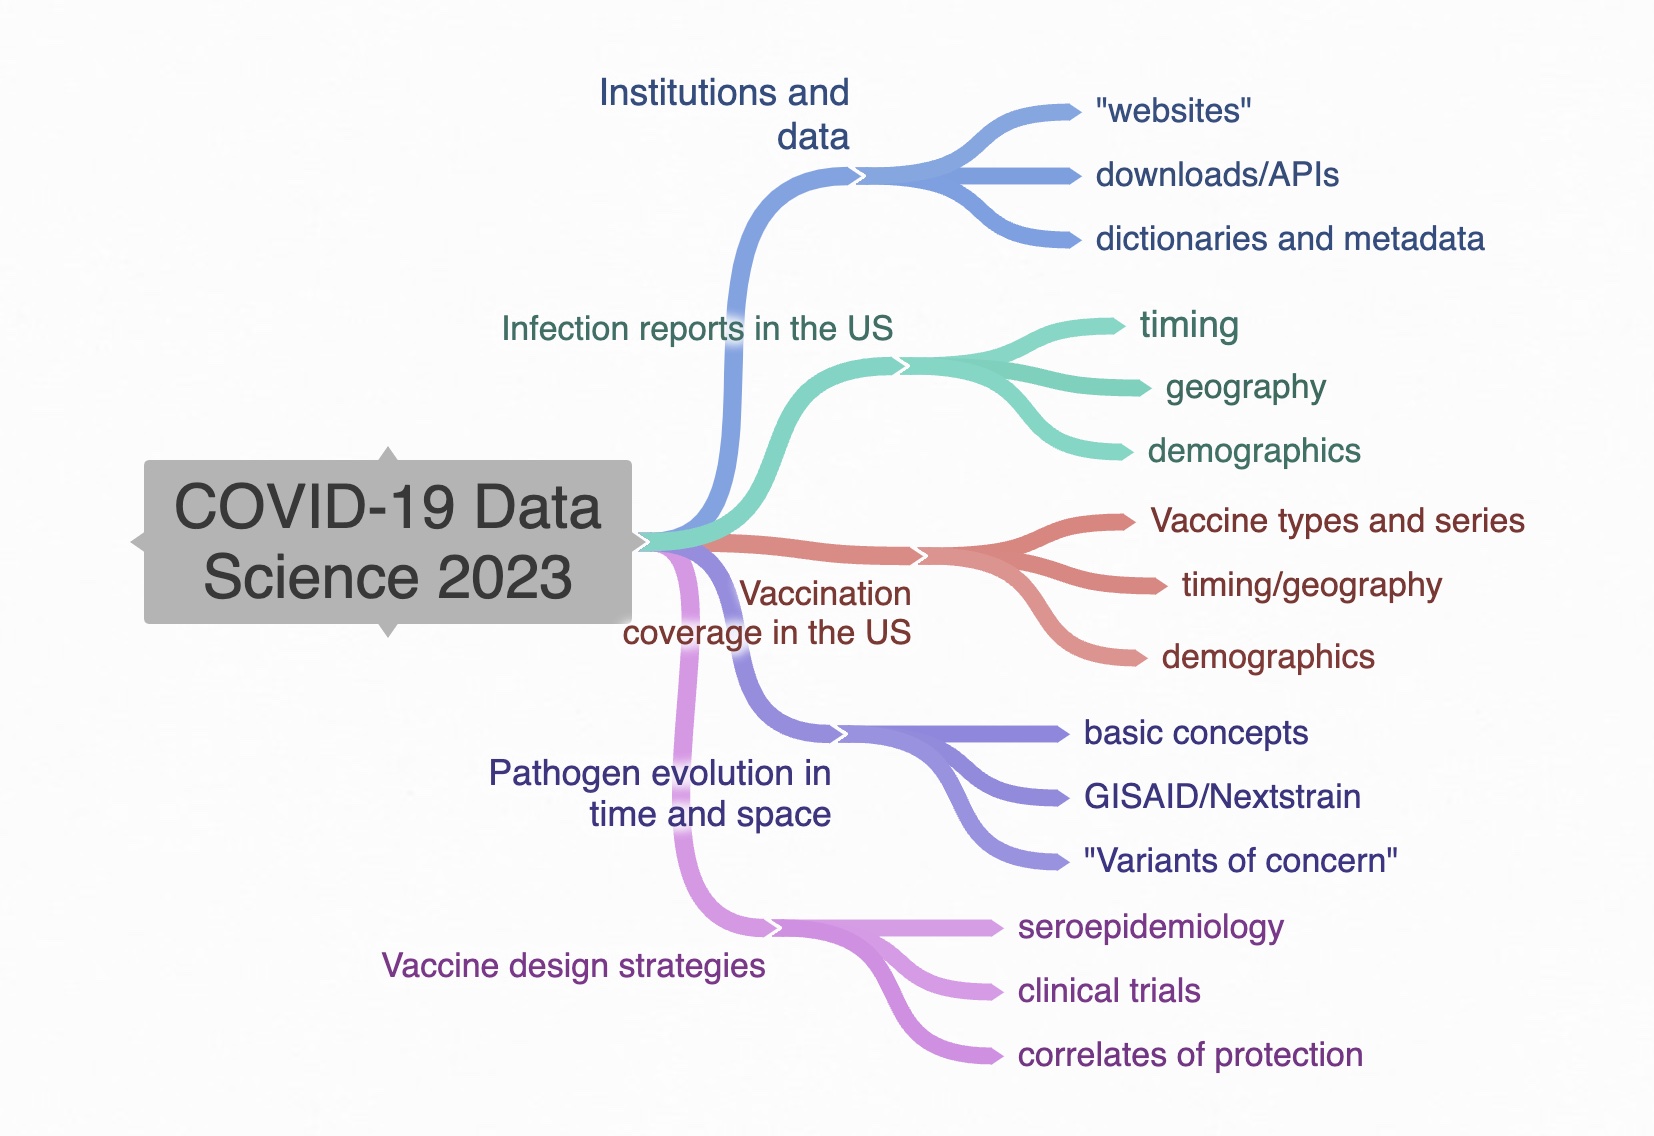 COVID-19 Data
Science 2023
Institutions and
data
"websites"
downloads/APIs
dictionaries and metadata
Infection reports in the US
timing
geography
demographics
Vaccination
coverage in the US
Vaccine types and series
timing/geography
demographics
Pathogen evolution in
time and space
basic concepts
GISAID/Nextstrain
"Variants of concern"
Vaccine design strategies
seroepidemiology
clinical trials
correlates of protection